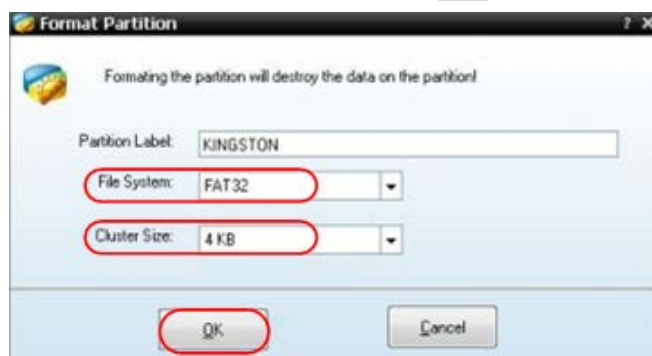 Format Partition
? X
Formating the partition will destroy the data on the partition!
Partition Label: KINGSTON
File System: FAT32
Cluster Size: 4 KB
OK Cancel